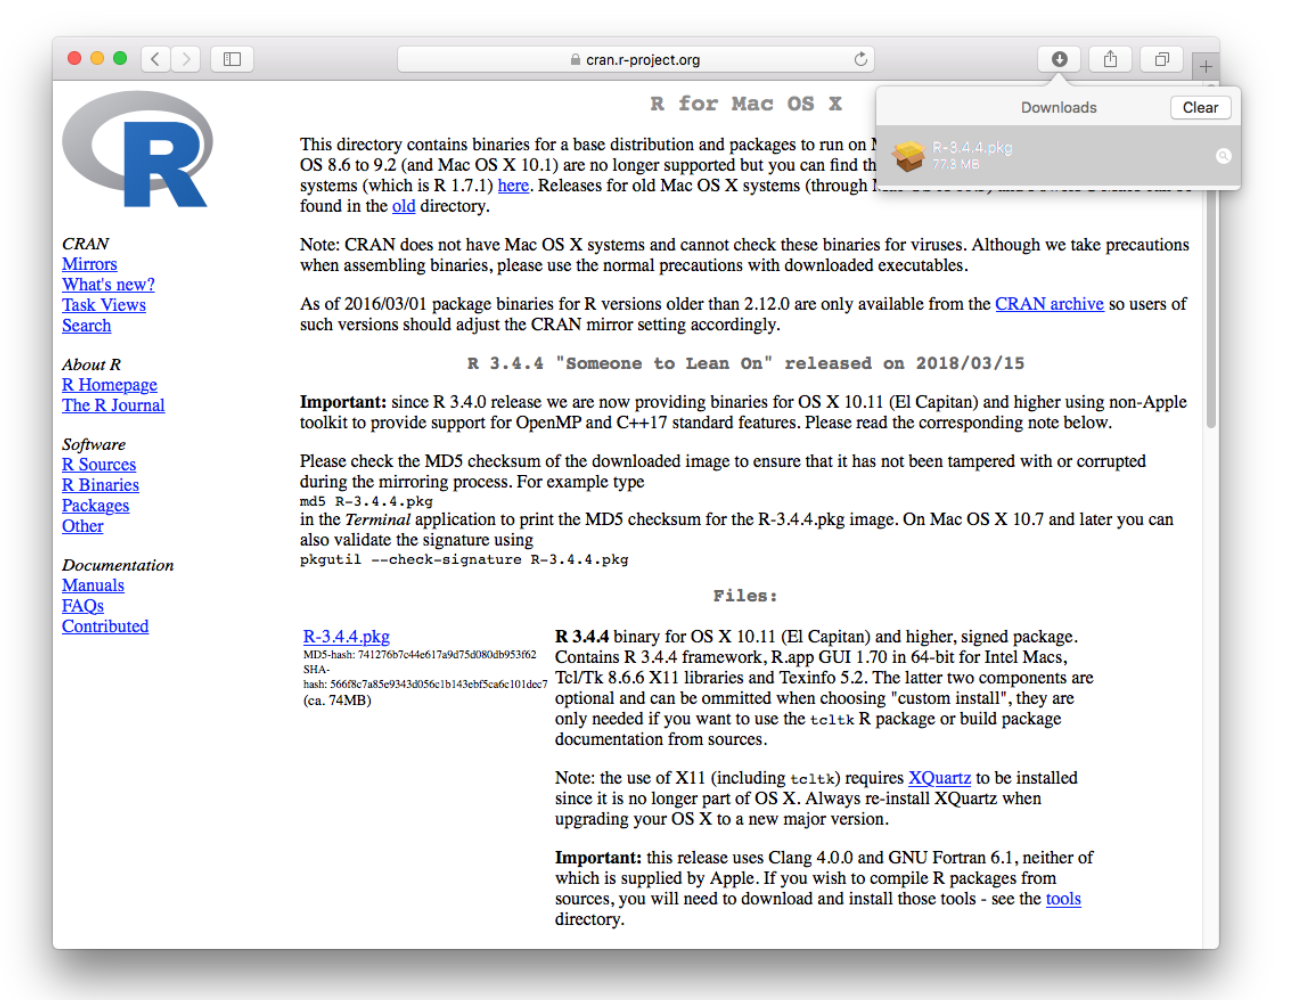 cran.r-project.org
Downloads
Clear
R-3.4.4.pkg
77.3 MB
R
CRAN
Mirrors
What's new?
Task Views
Search
About R
R Homepage
The R Journal
Software
R Sources
R Binaries
Packages
Other
Documentation
Manuals
FAQs
Contributed
R for Mac OS X
This directory contains binaries for a base distribution and packages to run on
OS 8.6 to 9.2 (and Mac OS X 10.1) are no longer supported but you can find
systems (which is R 1.7.1) here. Releases for old Mac OS X systems (through
found in the old directory.
Note: CRAN does not have Mac OS X systems and cannot check these binaries for viruses. Although we take precautions
when assembling binaries, please use the normal precautions with downloaded executables.
As of 2016/03/01 package binaries for R versions older than 2.12.0 are only available from the CRAN archive so users of
such versions should adjust the CRAN mirror setting accordingly.
R 3.4.4 "Someone to Lean On" released on 2018/03/15
Important: since R 3.4.0 release we are now providing binaries for OS X 10.11 (El Capitan) and higher using non-Apple
toolkit to provide support for OpenMP and C++17 standard features. Please read the corresponding note below.
Please check the MD5 checksum of the downloaded image to ensure that it has not been tampered with or corrupted
during the mirroring process. For example type
md5 R-3.4.4.pkg
in the Terminal application to print the MD5 checksum for the R-3.4.4.pkg image. On Mac OS X 10.7 and later you can
also validate the signature using
pkgutil --check-signature R-3.4.4.pkg
Files:
R-3.4.4.pkg
MD5-hash: 741276b7c44e617a9d75d080db953f62
SHA-
hash: 566f8c7a85e9343d056c1b143ebf5ca6c101dec7
(ca. 74MB)
R 3.4.4 binary for OS X 10.11 (El Capitan) and higher, signed package.
Contains R 3.4.4 framework, R.app GUI 1.70 in 64-bit for Intel Macs,
Tcl/Tk 8.6.6 X11 libraries and Texinfo 5.2. The latter two components are
optional and can be ommitted when choosing "custom install", they are
only needed if you want to use the tcltk R package or build package
documentation from sources.
Note: the use of X11 (including tcltk) requires XQuartz to be installed
since it is no longer part of OS X. Always re-install XQuartz when
upgrading your OS X to a new major version.
Important: this release uses Clang 4.0.0 and GNU Fortran 6.1, neither of
which is supplied by Apple. If you wish to compile R packages from
sources, you will need to download and install those tools - see the tools
directory.